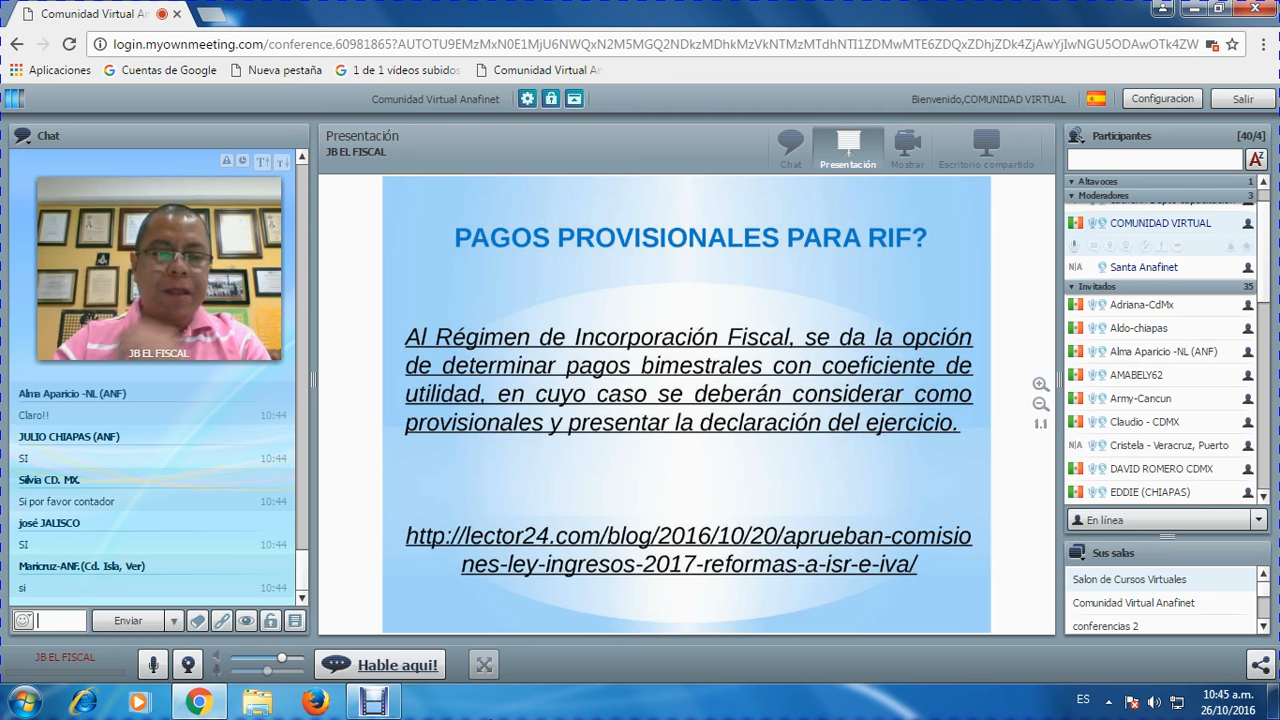 Comunidad Virtual Anafin
login.myownmeeting.com/conference.60981865?AUTOTU9EMzMxN0E1MjU6NWQxN2M5MGQ2NDkzMDhkMzVkNTMzMTdhNTI1ZDMwMTE6ZDQxZDhjZDk4ZjAwYjIwNGU5ODAwOTk4ZW
Aplicaciones
Cuentas de Google
Nueva pestaña
1 de 1 vídeos subidos
Comunidad Virtual An
Comunidad Virtual Anafinet
Bienvenido,COMUNIDAD VIRTUAL
Configuracion
Salir
Chat
JB EL FISCAL
Alma Aparicio -NL (ANF)
Claro!! 10:44
JULIO CHIAPAS (ANF)
SI 10:44
Silvia CD. MX.
Si por favor contador 10:44
josé JALISCO
SI 10:44
Maricruz-ANF.(Cd. Isla, Ver)
si 10:44
Enviar
Presentación
JB EL FISCAL
Chat
Presentación
Mostrar
Escritorio compartido
PAGOS PROVISIONALES PARA RIF?
Al Régimen de Incorporación Fiscal, se da la opción
de determinar pagos bimestrales con coeficiente de
utilidad, en cuyo caso se deberán considerar como
provisionales y presentar la declaración del ejercicio.
http://lector24.com/blog/2016/10/20/aprueban-comisio
nes-ley-ingresos-2017-reformas-a-isr-e-iva/
1.1
Participantes [40/4]
Altavoces 1
Moderadores 3
COMUNIDAD VIRTUAL
N/A Santa Anafinet
Invitados 35
Adriana-CdMx
Aldo-chiapas
Alma Aparicio -NL (ANF)
AMABELY62
Army-Cancun
Claudio - CDMX
N/A Cristela - Veracruz, Puerto
DAVID ROMERO CDMX
EDDIE (CHIAPAS)
En línea
Sus salas
Salon de Cursos Virtuales
Comunidad Virtual Anafinet
conferencias 2
JB EL FISCAL
Hable aqui!
ES
10:45 a.m.
26/10/2016